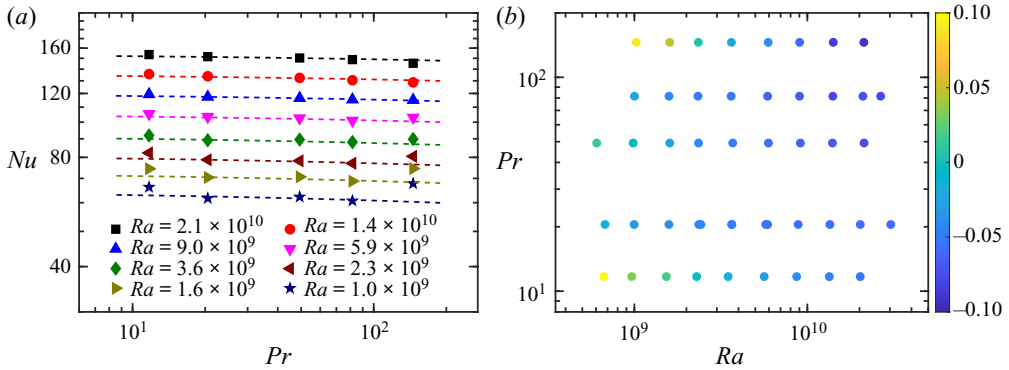 (a)
Nu
160
120
80
40
Ra = 2.1 × 10^10
Ra = 1.4 × 10^10
Ra = 9.0 × 10^9
Ra = 5.9 × 10^9
Ra = 3.6 × 10^9
Ra = 2.3 × 10^9
Ra = 1.6 × 10^9
Ra = 1.0 × 10^9
10^1
10^2
Pr
(b)
Pr
10^2
10^1
10^9
10^10
Ra
0.10
0.05
0
−0.05
−0.10